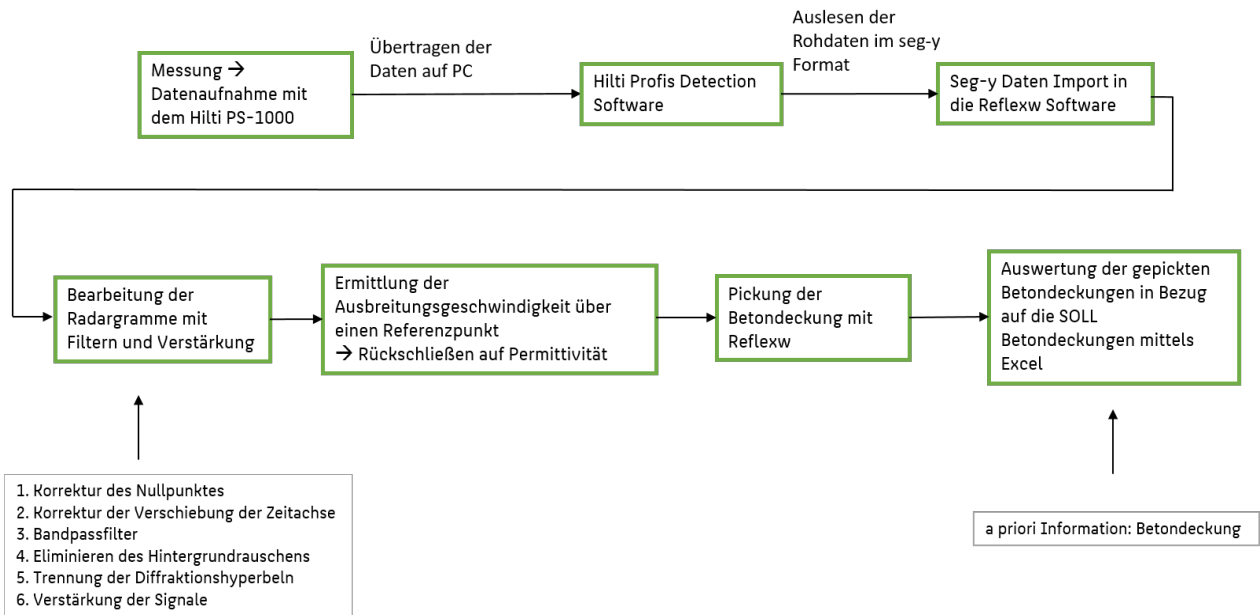 Messung →
Datenaufnahme mit
dem Hilti PS-1000
Übertragen der
Daten auf PC
Hilti Profis Detection
Software
Auslesen der
Rohdaten im seg-y
Format
Seg-y Daten Import in
die Reflexw Software
Bearbeitung der
Radargramme mit
Filtern und Verstärkung
Ermittlung der
Ausbreitungsgeschwindigkeit über
einen Referenzpunkt
→ Rückschließen auf Permittivität
Pickung der
Betondeckung mit
Reflexw
Auswertung der gepickten
Betondeckungen in Bezug
auf die SOLL
Betondeckungen mittels
Excel
1. Korrektur des Nullpunktes
2. Korrektur der Verschiebung der Zeitachse
3. Bandpassfilter
4. Eliminieren des Hintergrundrauschens
5. Trennung der Diffraktionshyperbeln
6. Verstärkung der Signale
a priori Information: Betondeckung